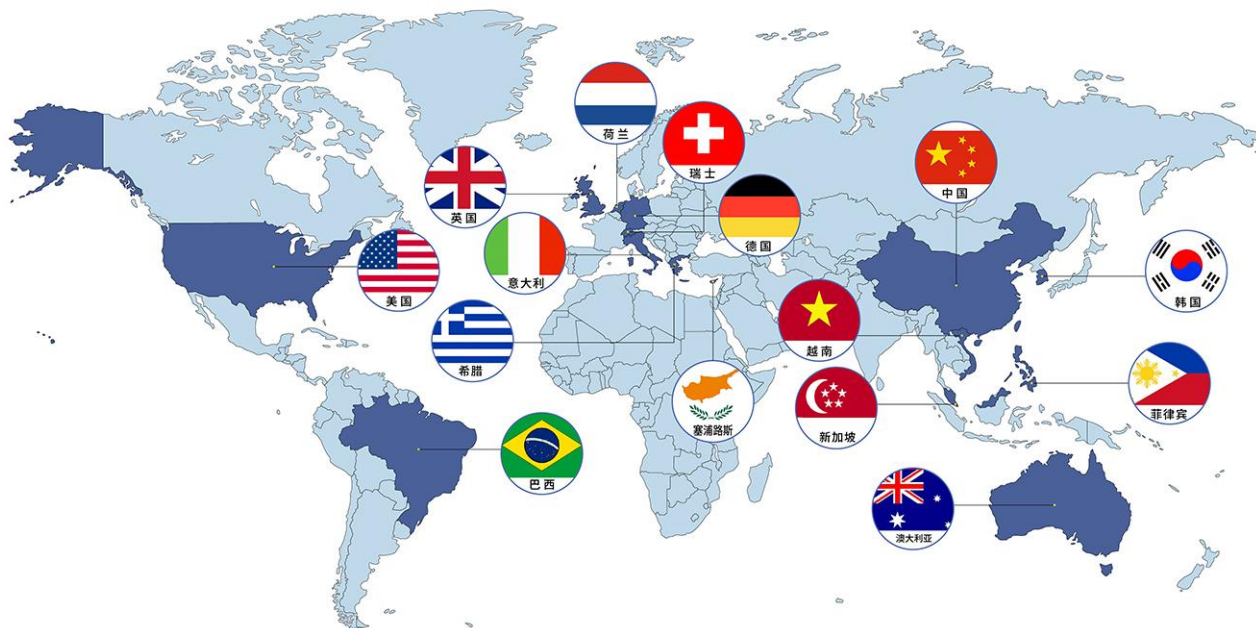 荷兰
瑞士
中国
英国
德国
意大利
美国
韩国
越南
希腊
菲律宾
塞浦路斯
新加坡
巴西
澳大利亚